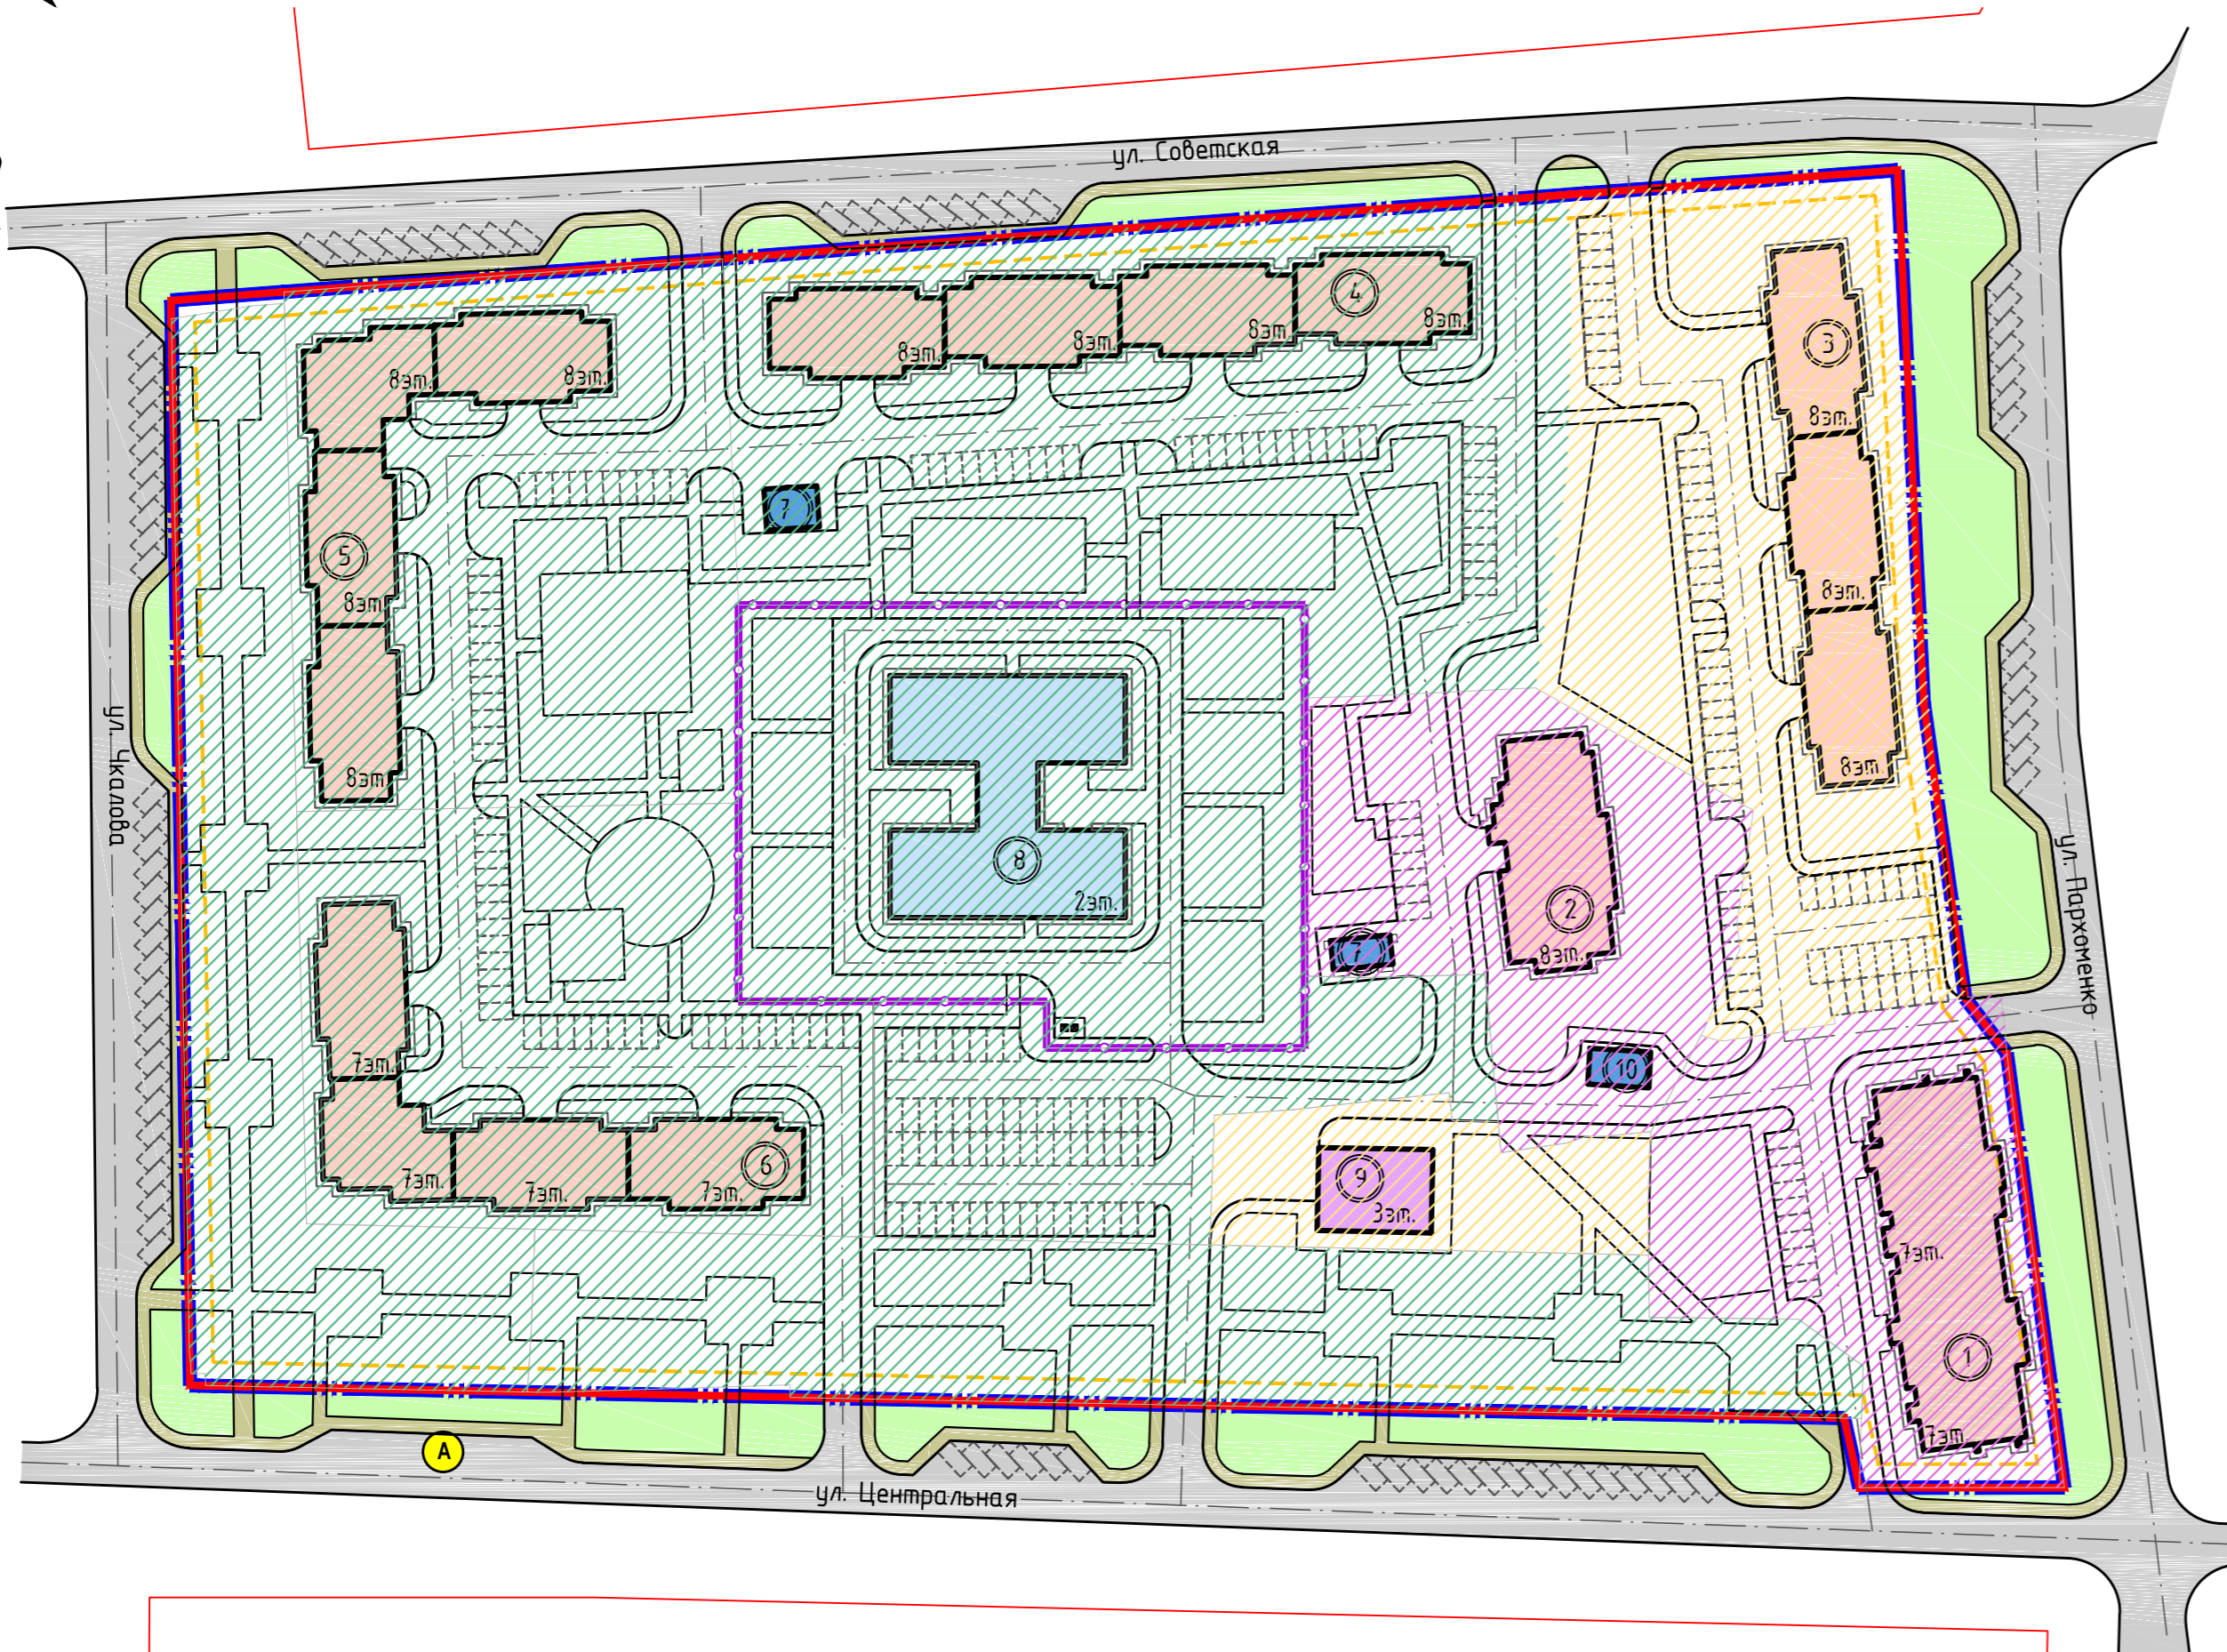 ул. Советская
4
8эт.
8эт.
8эт.
8эт.
3
8эт.
8эт.
8эт.
8эт.
8эт.
5
8эт.
8эт.
7
ул. Чкалова
8
2эт.
2
8эт.
7
10
ул. Пархоменко
7эт.
7эт.
7эт.
7эт.
6
9
3эт.
7эт.
1
7эт.
А
ул. Центральная